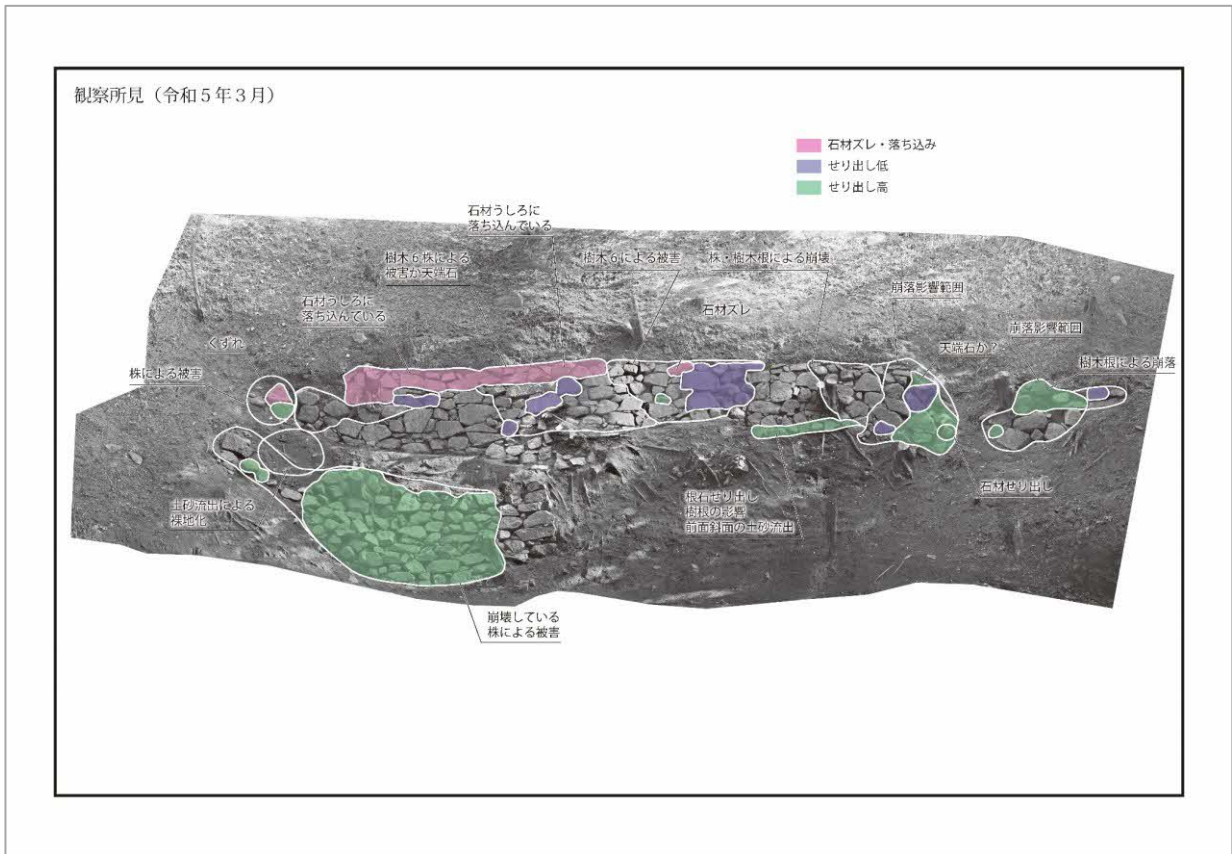 観察所見（令和５年３月）
石材ズレ・落ち込み
せり出し低
せり出し高
石材うしろに
落ち込んでいる
樹木６株による
被害か天端石
樹木６による被害
株・樹木根による崩壊
崩落影響範囲
石材うしろに
落ち込んでいる
石材ズレ
崩落影響範囲
くずれ
天端石か？
株による被害
樹木根による崩落
土砂流出による
裸地化
根石せり出し
樹根の影響
前面斜面の土砂流出
石材せり出し
崩壊している
株による被害